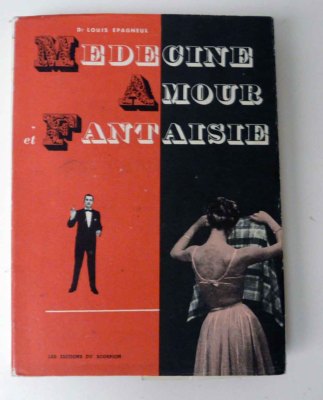 Dr LOUIS EPAGNEUL
MEDECINE
AMOUR
et FANTAISIE
LES EDITIONS DU SCORPION